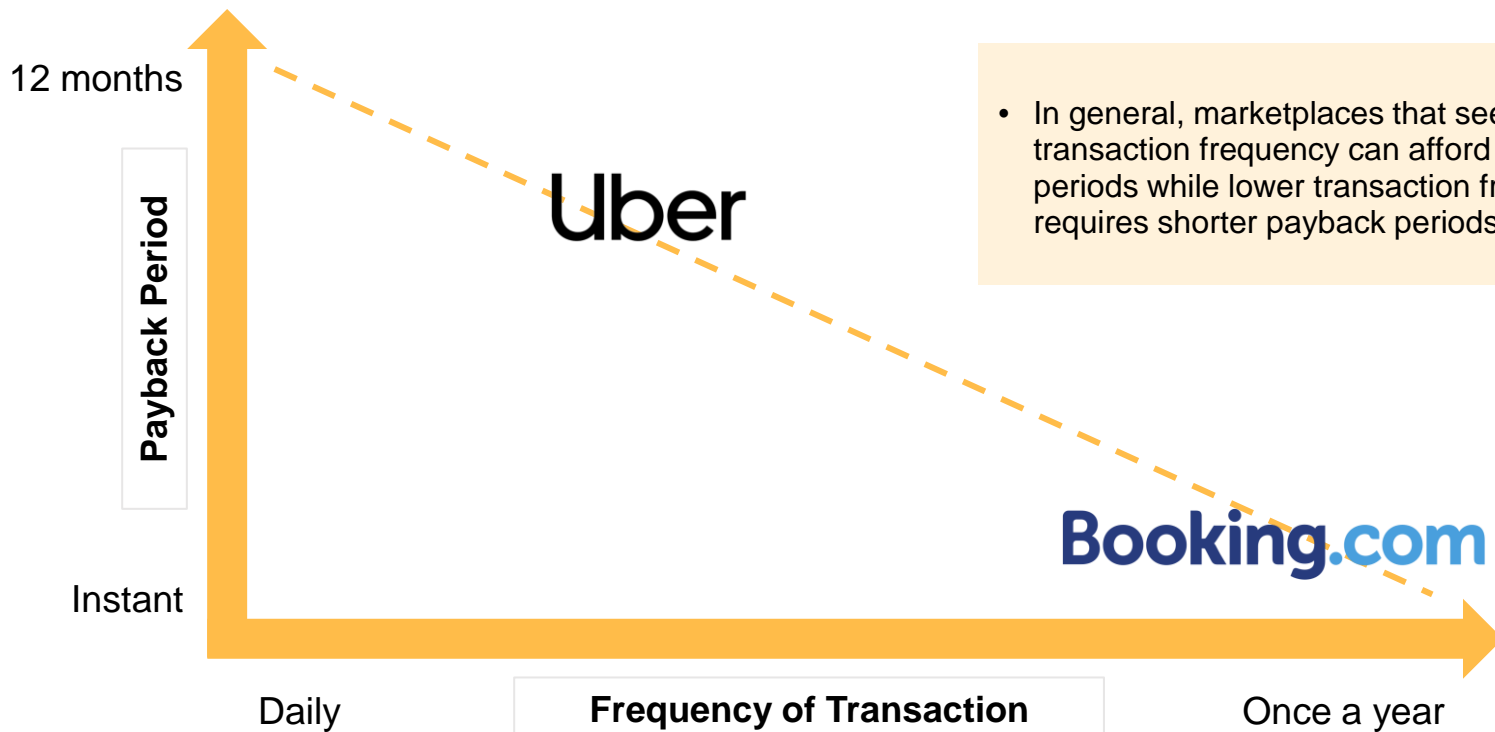 12 months
• In general, marketplaces that see
transaction frequency can afford
periods while lower transaction fr
requires shorter payback periods
Uber
Payback Period
Booking.com
Instant
Daily
Frequency of Transaction
Once a year